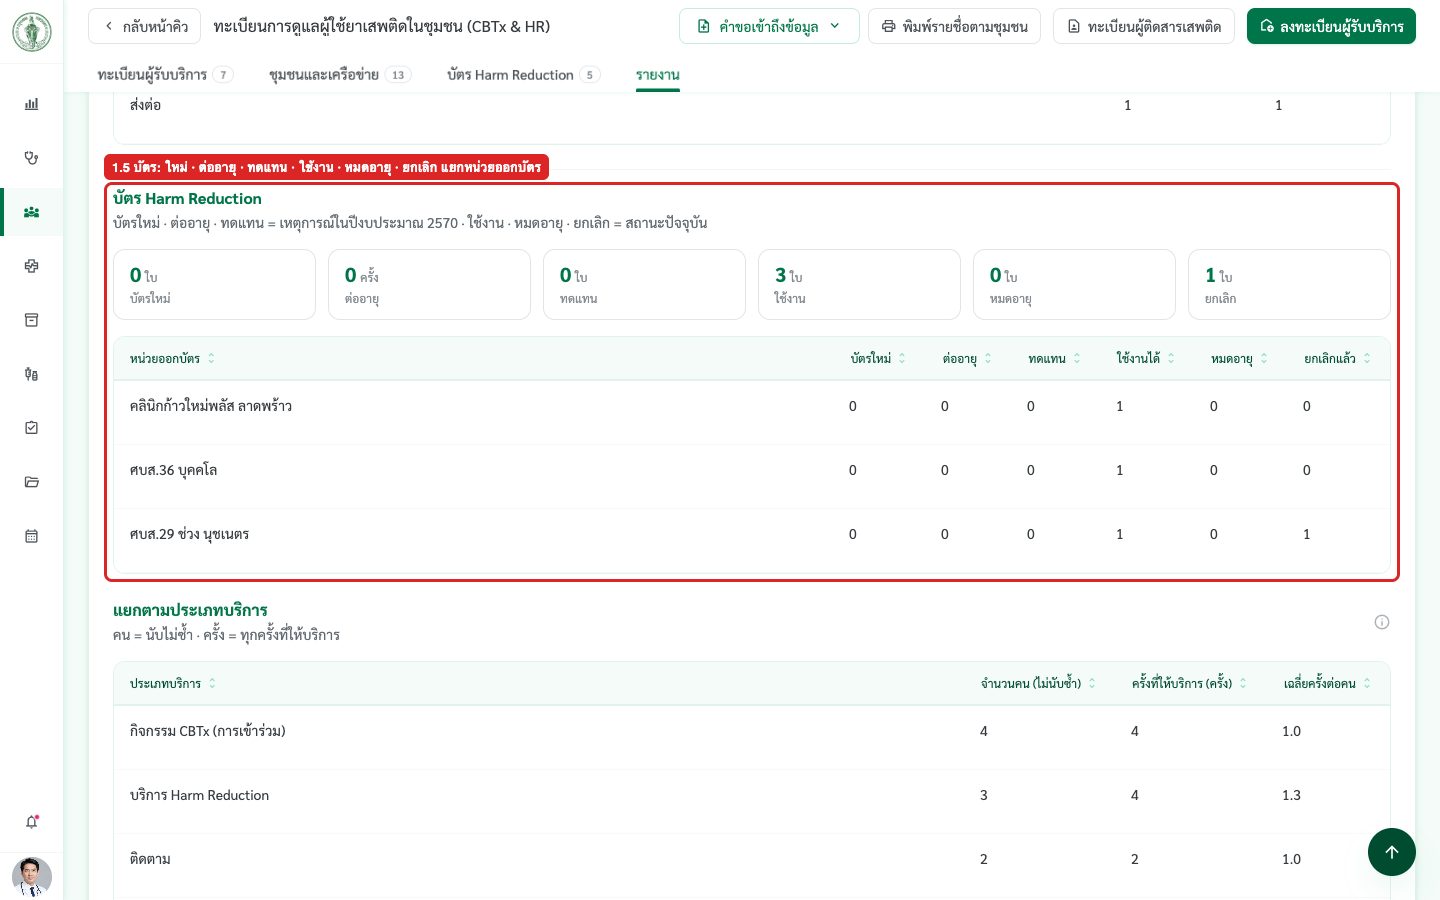 กลับหน้าคิว
ทะเบียนการดูแลผู้ใช้ยาเสพติดในชุมชน (CBTx & HR)
คำขอเข้าถึงข้อมูล
พิมพ์รายชื่อตามชุมชน
ทะเบียนผู้ติดสารเสพติด
ลงทะเบียนผู้รับบริการ
ทะเบียนผู้รับบริการ 7
ชุมชนและเครือข่าย 13
บัตร Harm Reduction 5
รายงาน
ส่งต่อ 1 1
1.5 บัตร: ใหม่ · ต่ออายุ · ทดแทน · ใช้งาน · หมดอายุ · ยกเลิก แยกหน่วยออกบัตร
บัตร Harm Reduction
บัตรใหม่ · ต่ออายุ · ทดแทน = เหตุการณ์ในปีงบประมาณ 2570 · ใช้งาน · หมดอายุ · ยกเลิก = สถานะปัจจุบัน
0 ใบ
บัตรใหม่
0 ครั้ง
ต่ออายุ
0 ใบ
ทดแทน
3 ใบ
ใช้งาน
0 ใบ
หมดอายุ
1 ใบ
ยกเลิก
หน่วยออกบัตร บัตรใหม่ ต่ออายุ ทดแทน ใช้งานได้ หมดอายุ ยกเลิกแล้ว
คลินิกก้าวใหม่พลัส ลาดพร้าว 0 0 0 1 0 0
ศบส.36 บุคคโล 0 0 0 1 0 0
ศบส.29 ช่วง นุชเนตร 0 0 0 1 0 1
แยกตามประเภทบริการ
คน = นับไม่ซ้ำ · ครั้ง = ทุกครั้งที่ให้บริการ
ประเภทบริการ จำนวนคน (ไม่นับซ้ำ) ครั้งที่ให้บริการ (ครั้ง) เฉลี่ยครั้งต่อคน
กิจกรรม CBTx (การเข้าร่วม) 4 4 1.0
บริการ Harm Reduction 3 4 1.3
ติดตาม 2 2 1.0